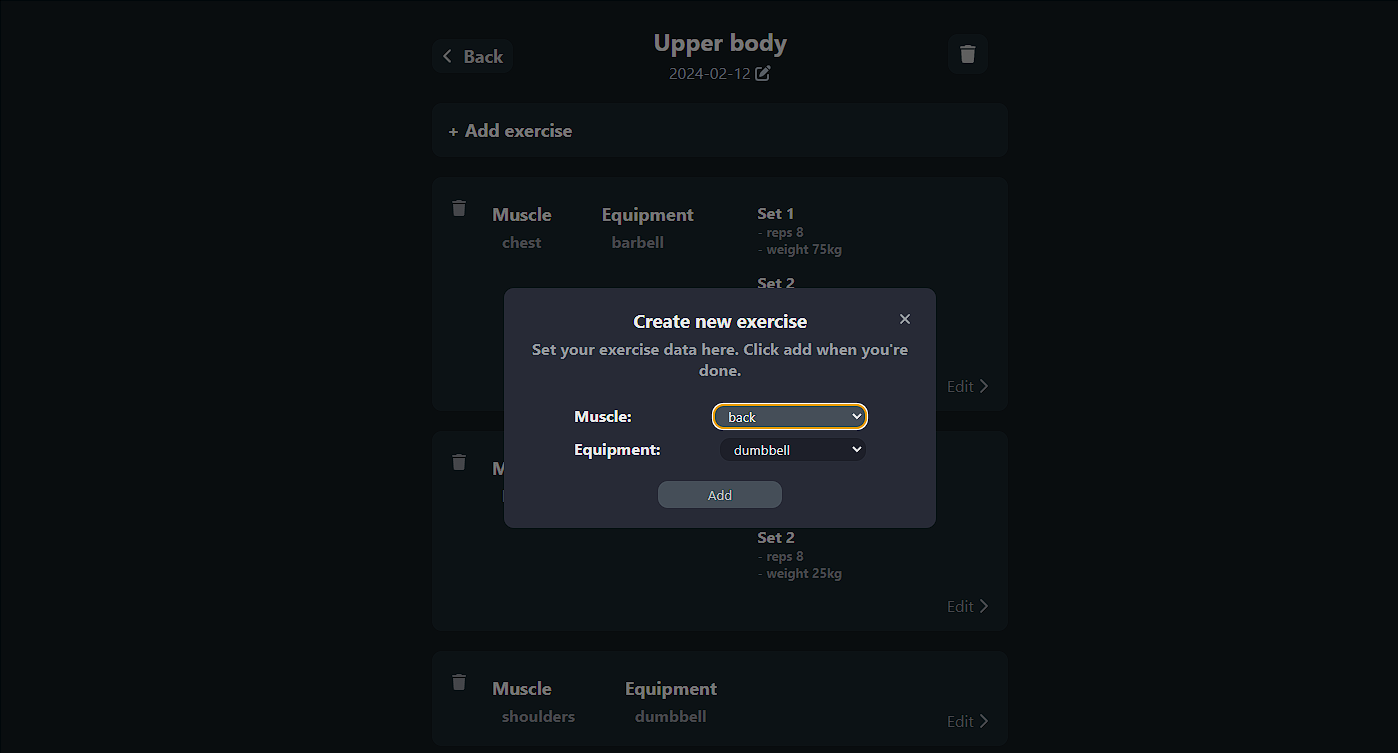 Back
Upper body
2024-02-12
+ Add exercise
Muscle
Equipment
Set 1
chest
barbell
- reps 8
- weight 75kg
Set 2
Create new exercise
Set your exercise data here. Click add when you're
done.
Edit
Muscle:
back
Equipment:
dumbbell
Add
Set 2
- reps 8
- weight 25kg
Edit
Muscle
Equipment
shoulders
dumbbell
Edit